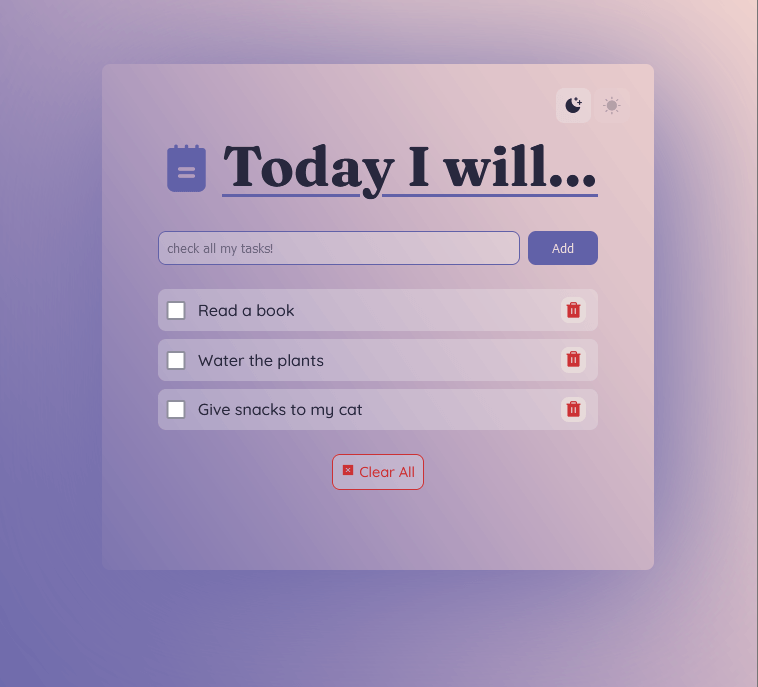 Today I will...
check all my tasks!
Add
Read a book
Water the plants
Give snacks to my cat
Clear All